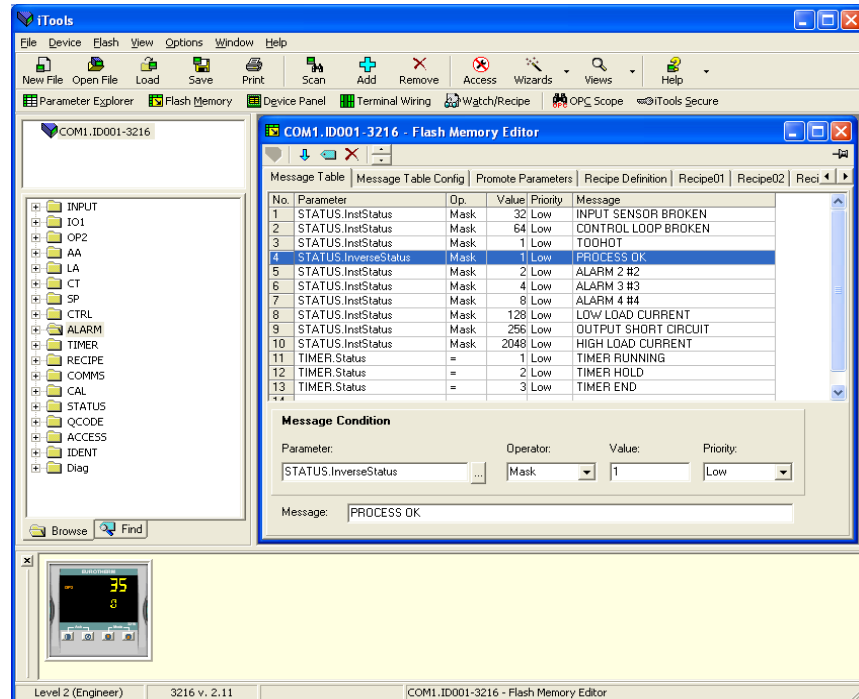 iTools
File Device Flash View Options Window Help
New File Open File Load Save Print Scan Add Remove Access Wizards Views Help
Parameter Explorer Flash Memory Device Panel Terminal Wiring Watch/Recipe OPC Scope iTools Secure
COM1.ID001-3216
INPUT
IO1
OP2
AA
LA
CT
SP
CTRL
ALARM
TIMER
RECIPE
COMMS
CAL
STATUS
QCODE
ACCESS
IDENT
Diag
Browse Find
COM1.ID001-3216 - Flash Memory Editor
Message Table Message Table Config Promote Parameters Recipe Definition Recipe01 Recipe02 Reci
No. Parameter Op. Value Priority Message
1 STATUS.InstStatus Mask 32 Low INPUT SENSOR BROKEN
2 STATUS.InstStatus Mask 64 Low CONTROL LOOP BROKEN
3 STATUS.InstStatus Mask 1 Low TOOHOT
4 STATUS.InverseStatus Mask 1 Low PROCESS OK
5 STATUS.InstStatus Mask 2 Low ALARM 2 #2
6 STATUS.InstStatus Mask 4 Low ALARM 3 #3
7 STATUS.InstStatus Mask 8 Low ALARM 4 #4
8 STATUS.InstStatus Mask 128 Low LOW LOAD CURRENT
9 STATUS.InstStatus Mask 256 Low OUTPUT SHORT CIRCUIT
10 STATUS.InstStatus Mask 2048 Low HIGH LOAD CURRENT
11 TIMER.Status = 1 Low TIMER RUNNING
12 TIMER.Status = 2 Low TIMER HOLD
13 TIMER.Status = 3 Low TIMER END
14
Message Condition
Parameter: Operator: Value: Priority:
STATUS.InverseStatus ... Mask 1 Low
Message: PROCESS OK
EUROTHERM
OP2 35
0
Level 2 (Engineer) 3216 v. 2.11 COM1.ID001-3216 - Flash Memory Editor